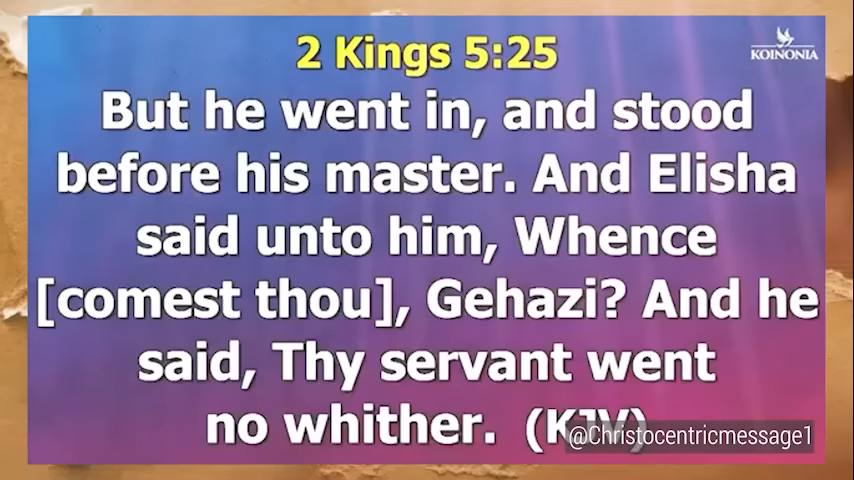 2 Kings 5:25
KOINONIA
But he went in, and stood
before his master. And Elisha
said unto him, Whence
[comest thou], Gehazi? And he
said, Thy servant went
no whither. (KJV)
@Christocentricmessage1